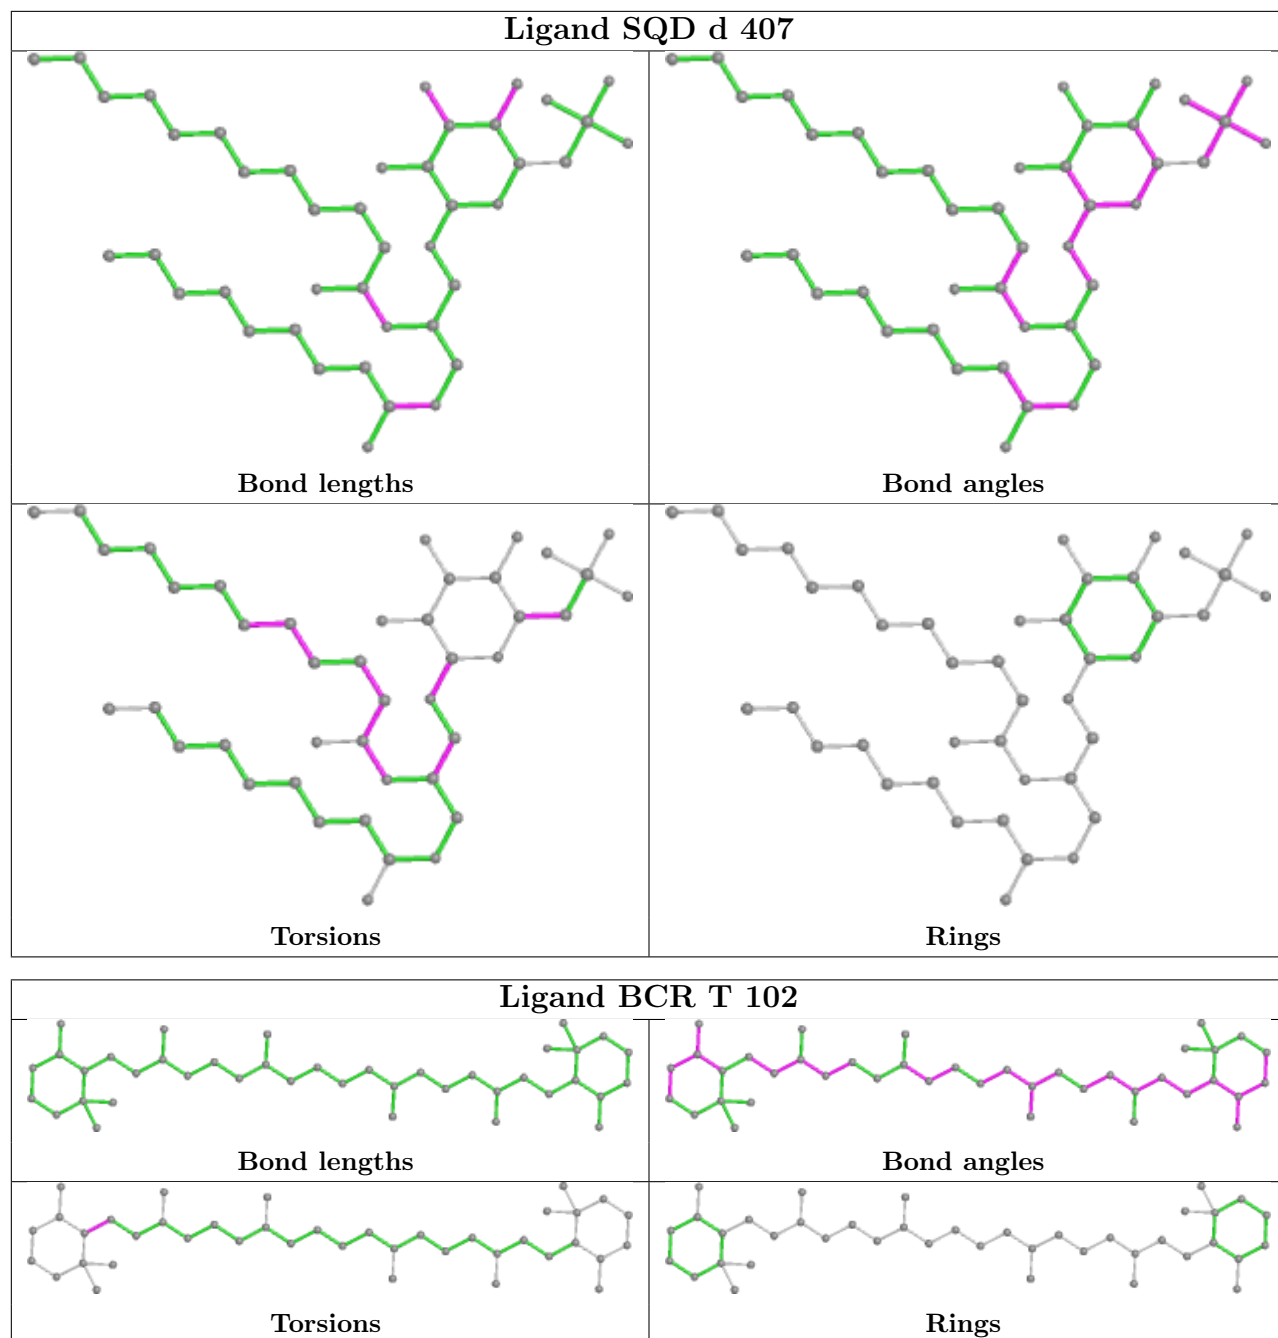 Ligand SQD d 407
Bond lengths
Bond angles
Torsions
Rings
Ligand BCR T 102
Bond lengths
Bond angles
Torsions
Rings